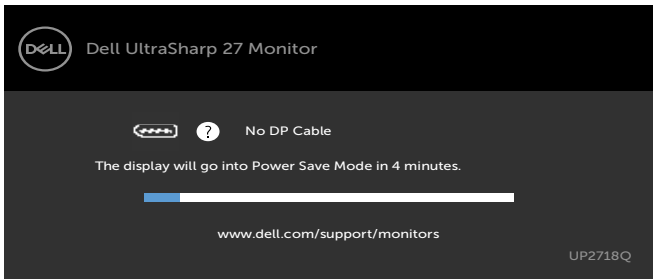 DELL
Dell UltraSharp 27 Monitor
? No DP Cable
The display will go into Power Save Mode in 4 minutes.
www.dell.com/support/monitors
UP2718Q